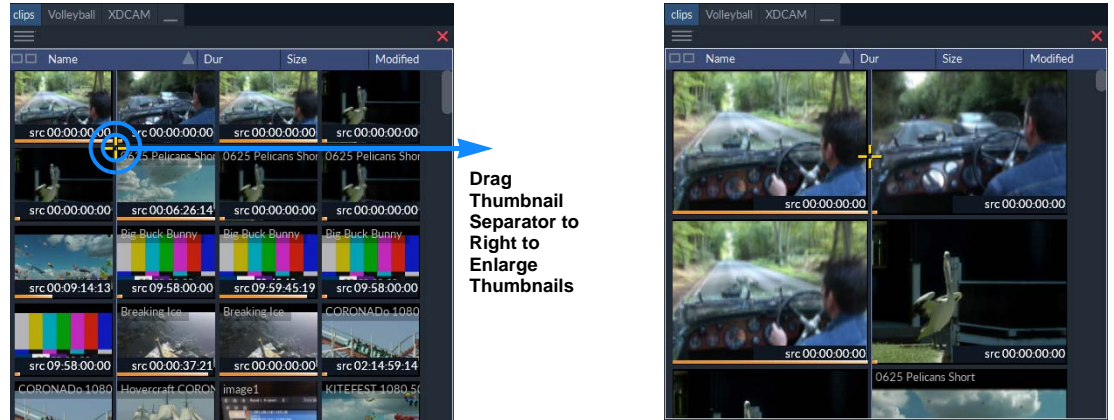 clips Volleyball XDCAM
Name Dur Size Modified
src 00:00:00:00 src 00:00:00:00 src 00:00:00:00 src 00:00:00:00
0625 Pelicans Shor 0625 Pelicans Shor 0625 Pelicans Shor
src 00:00:00:00 src 00:06:26:14 src 00:00:00:00 src 00:00:00:00
Big Buck Bunny Big Buck Bunny Big Buck Bunny
src 00:09:14:13 src 09:58:00:00 src 09:59:45:19 src 09:58:00:00
Breaking Ice Breaking Ice CORONADo 1080
src 09:58:00:00 src 00:00:37:21 src 00:00:00:00 src 02:14:59:14
CORONADo 1080 Hovercraft CORON image1 KITEFEST 1080 50
Drag
Thumbnail
Separator to
Right to
Enlarge
Thumbnails
clips Volleyball XDCAM
Name Dur Size Modified
src 00:00:00:00 src 00:00:00:00
src 00:00:00:00 src 00:00:00:00
0625 Pelicans Short